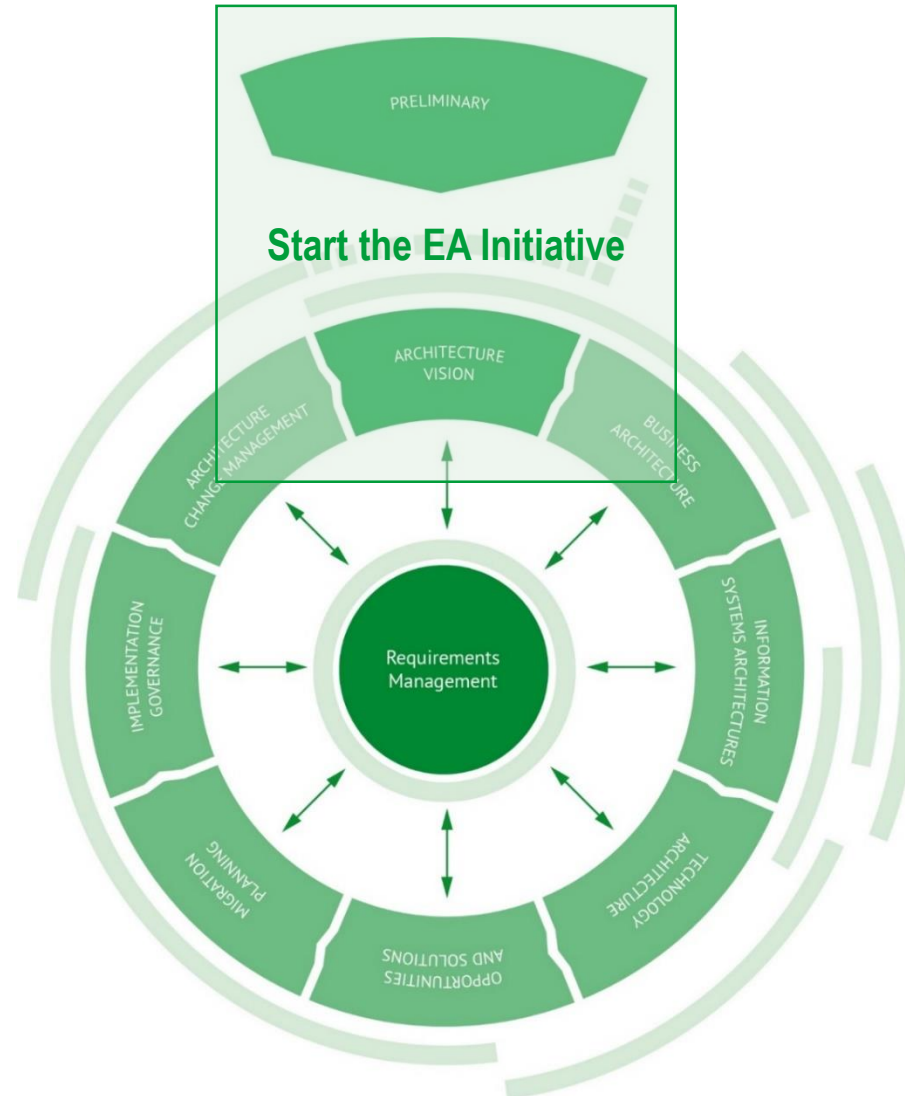 PRELIMINARY
Start the EA Initiative
ARCHITECTURE
VISION
BUSINESS
ARCHITECTURE
INFORMATION
SYSTEMS ARCHITECTURES
TECHNOLOGY
ARCHITECTURE
OPPORTUNITIES
AND SOLUTIONS
MIGRATION
PLANNING
IMPLEMENTATION
GOVERNANCE
ARCHITECTURE
CHANGE MANAGEMENT
Requirements
Management